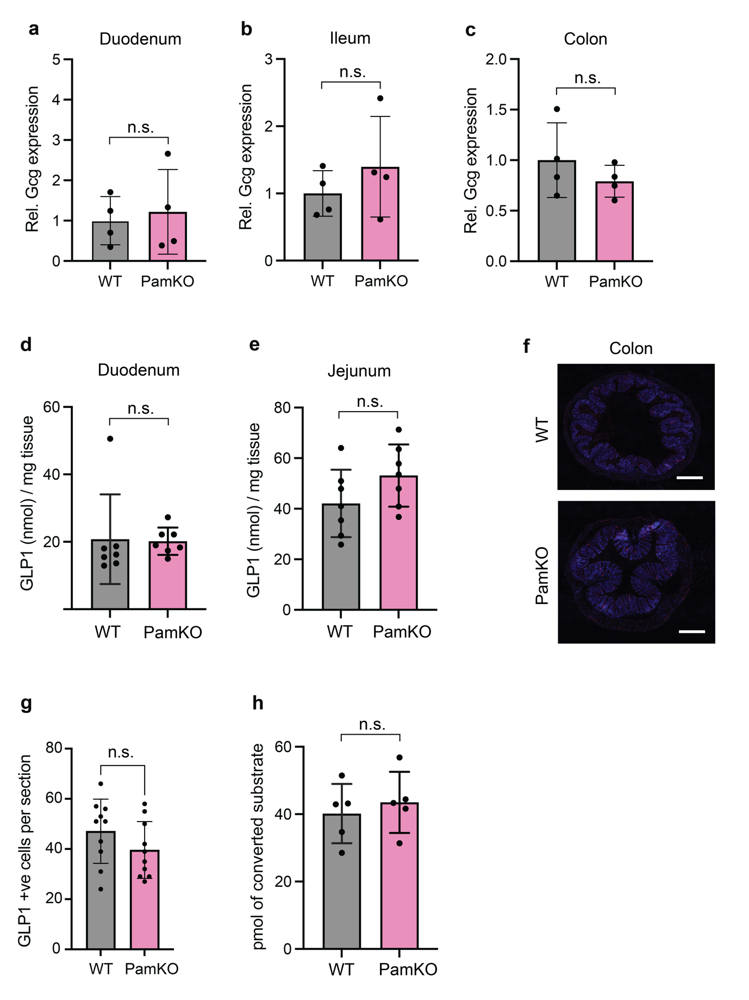 a
Duodenum
Rel. Gcg expression
5
4
3
2
1
0
n.s.
WT
PamKO
b
Ileum
Rel. Gcg expression
3
2
1
0
n.s.
WT
PamKO
c
Colon
Rel. Gcg expression
2.0
1.5
1.0
0.5
0.0
n.s.
WT
PamKO
d
Duodenum
GLP1 (nmol) / mg tissue
60
40
20
n.s.
WT
PamKO
e
Jejunum
GLP1 (nmol) / mg tissue
80
60
40
20
0
n.s.
WT
PamKO
f
Colon
WT
PamKO
g
GLP1 +ve cells per section
80
60
40
20
0
n.s.
WT
PamKO
h
pmol of converted substrate
60
40
20
0
n.s.
WT
PamKO